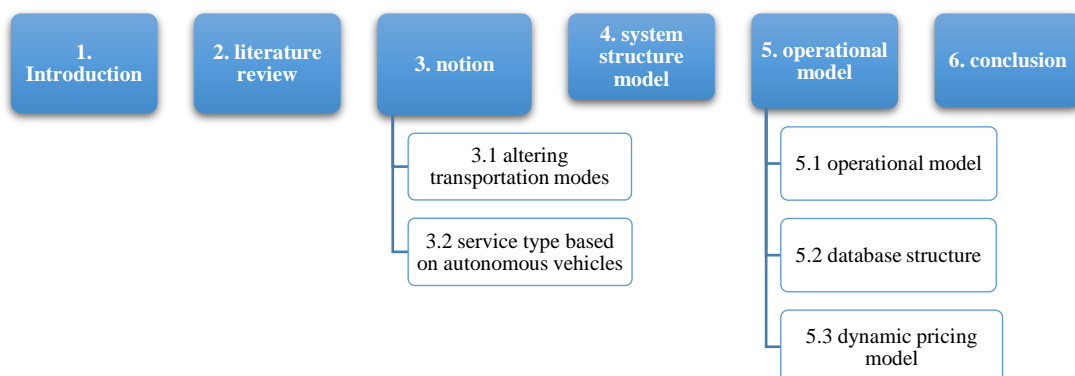 1.
Introduction
2. literature
review
3. notion
3.1 altering
transportation modes
3.2 service type based
on autonomous vehicles
4. system
structure
model
5. operational
model
5.1 operational model
5.2 database structure
5.3 dynamic pricing
model
6. conclusion